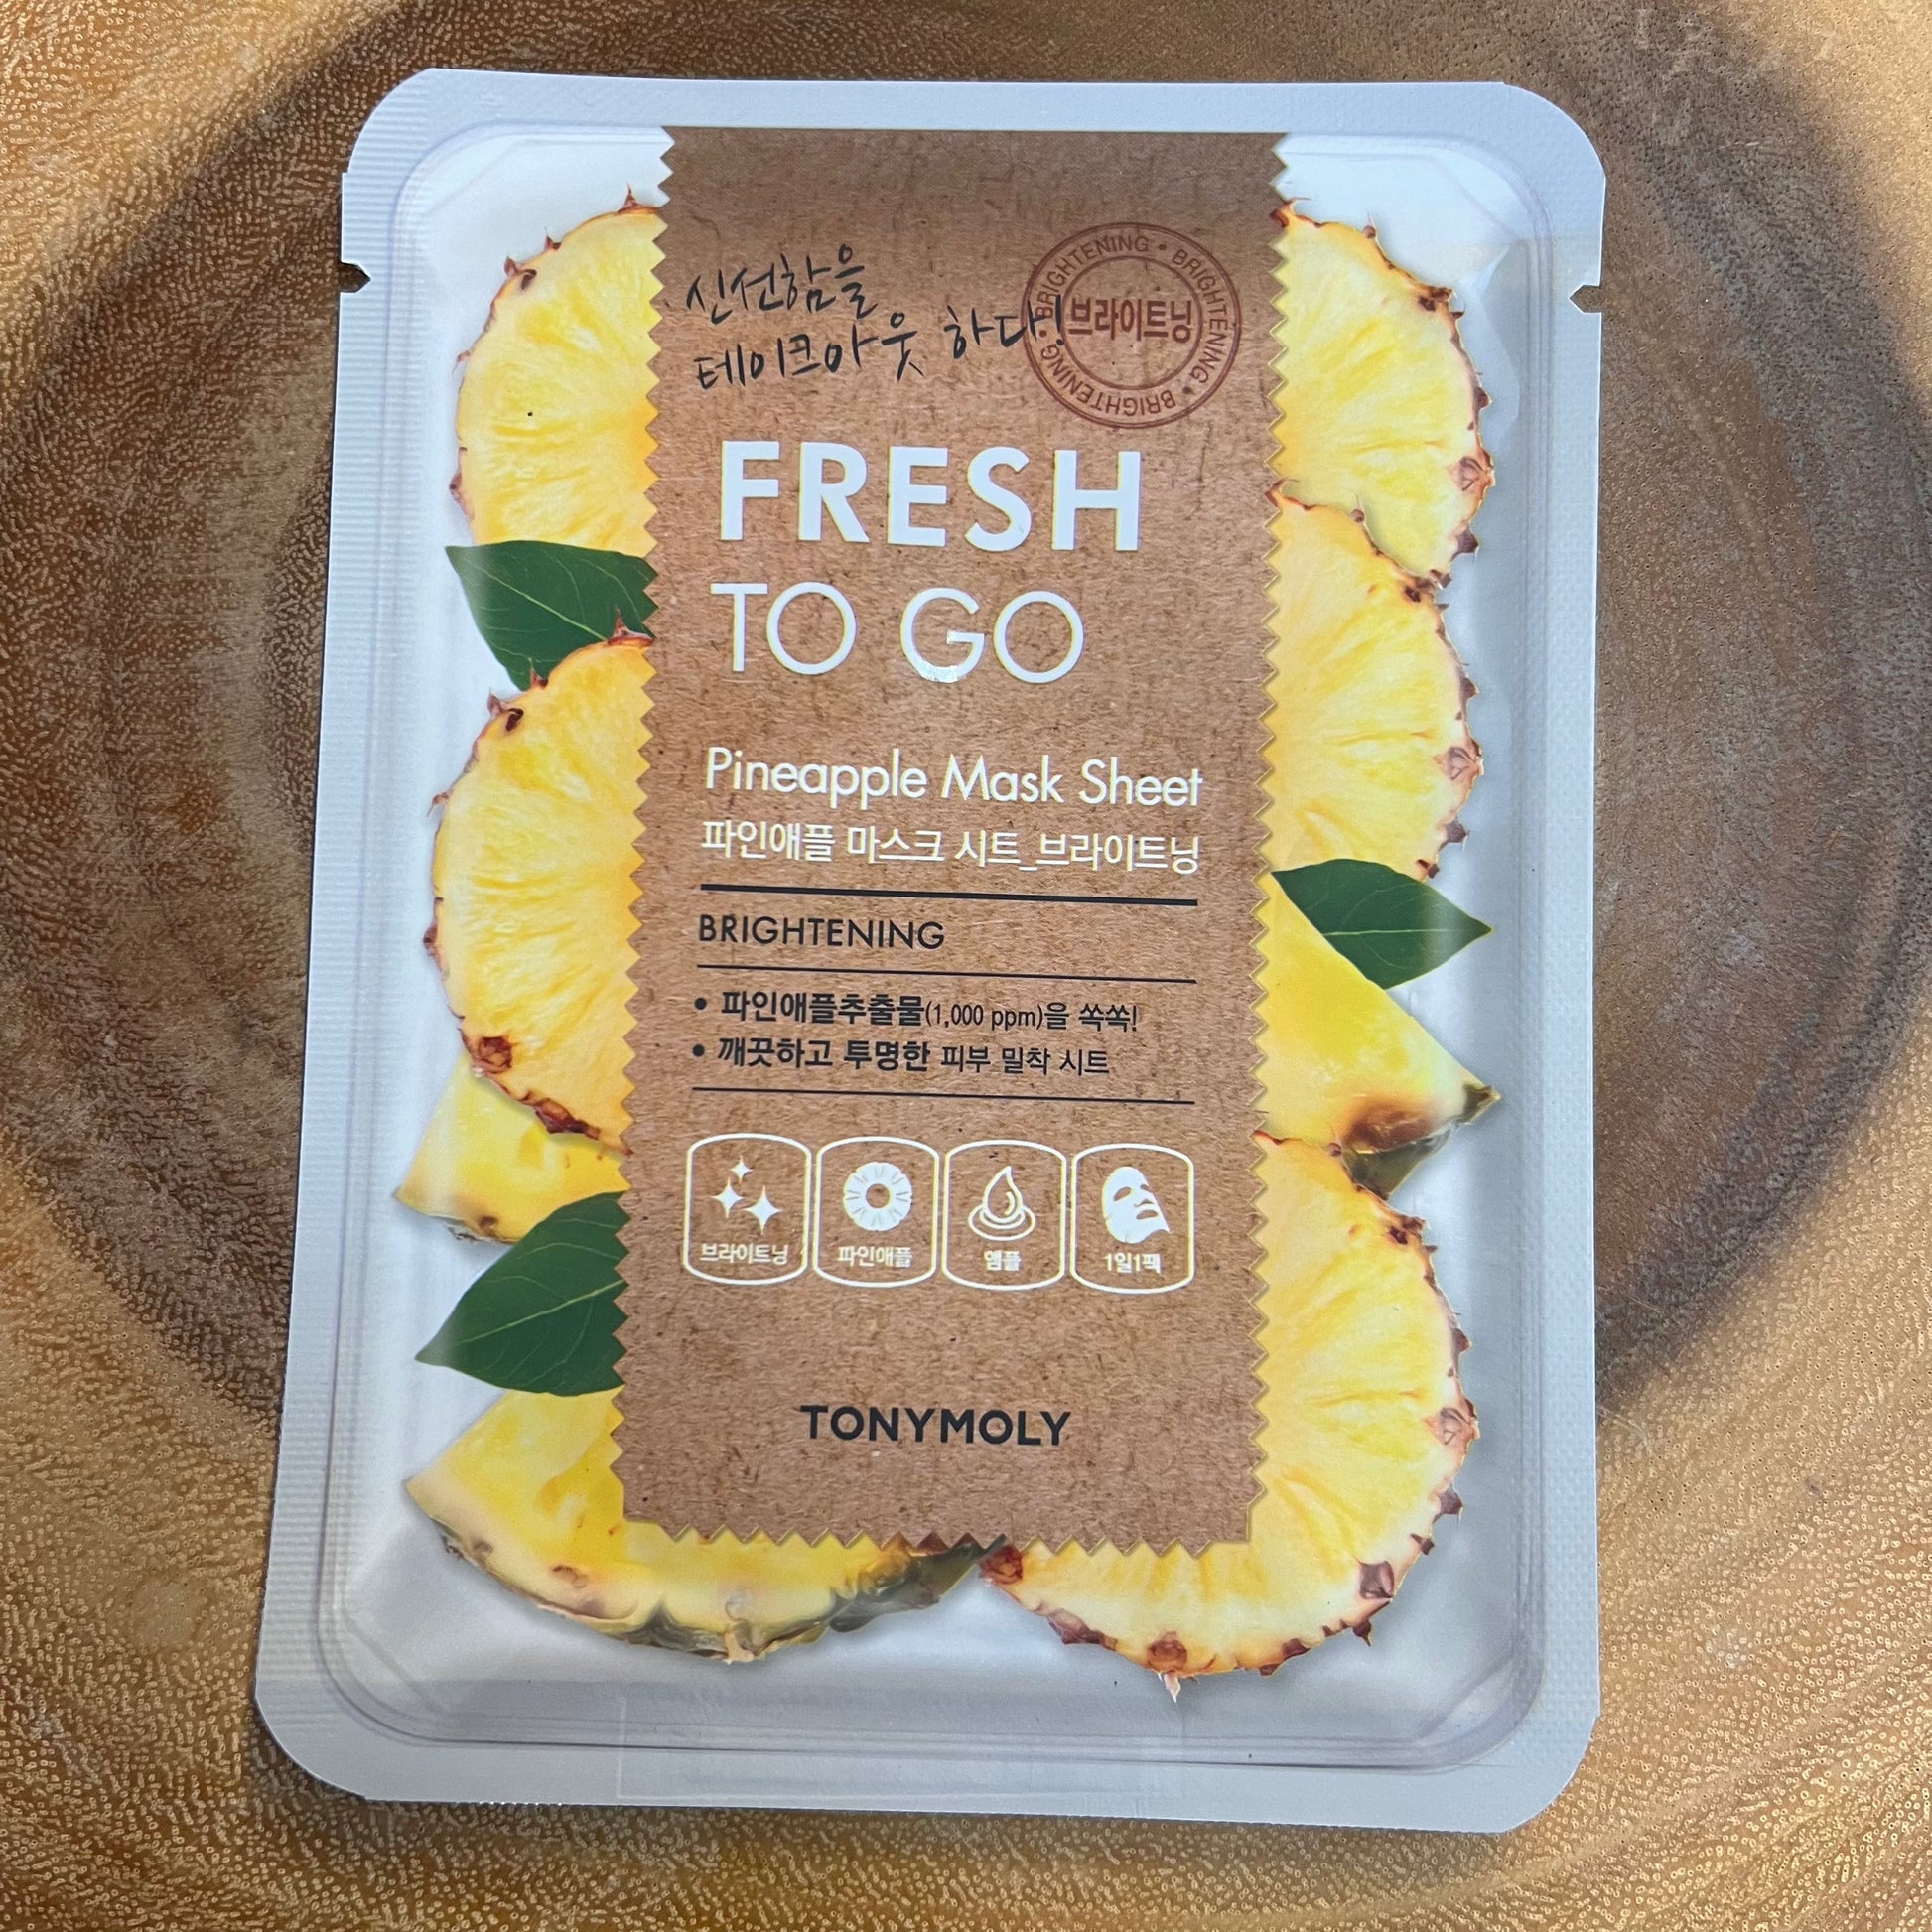 신선함을
테이크아웃 하다!
BRIGHTENING • BRIGHTENING • BRIGHTENING • BRIGHTENING
브라이트닝
FRESH
TO GO
Pineapple Mask Sheet
파인애플 마스크 시트_브라이트닝
BRIGHTENING
• 파인애플추출물(1,000 ppm)을 쏙쏙!
• 깨끗하고 투명한 피부 밀착 시트
브라이트닝
파인애플
앰플
1일1팩
TONYMOLY